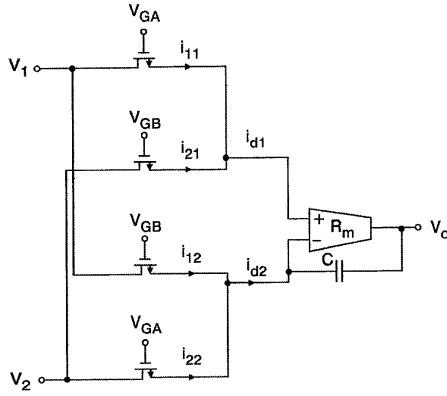 V_GA
V_1
i_11
V_GB
i_21
i_d1
+
R_m
−
V_o
V_GB
C
i_12
i_d2
V_GA
i_22
V_2